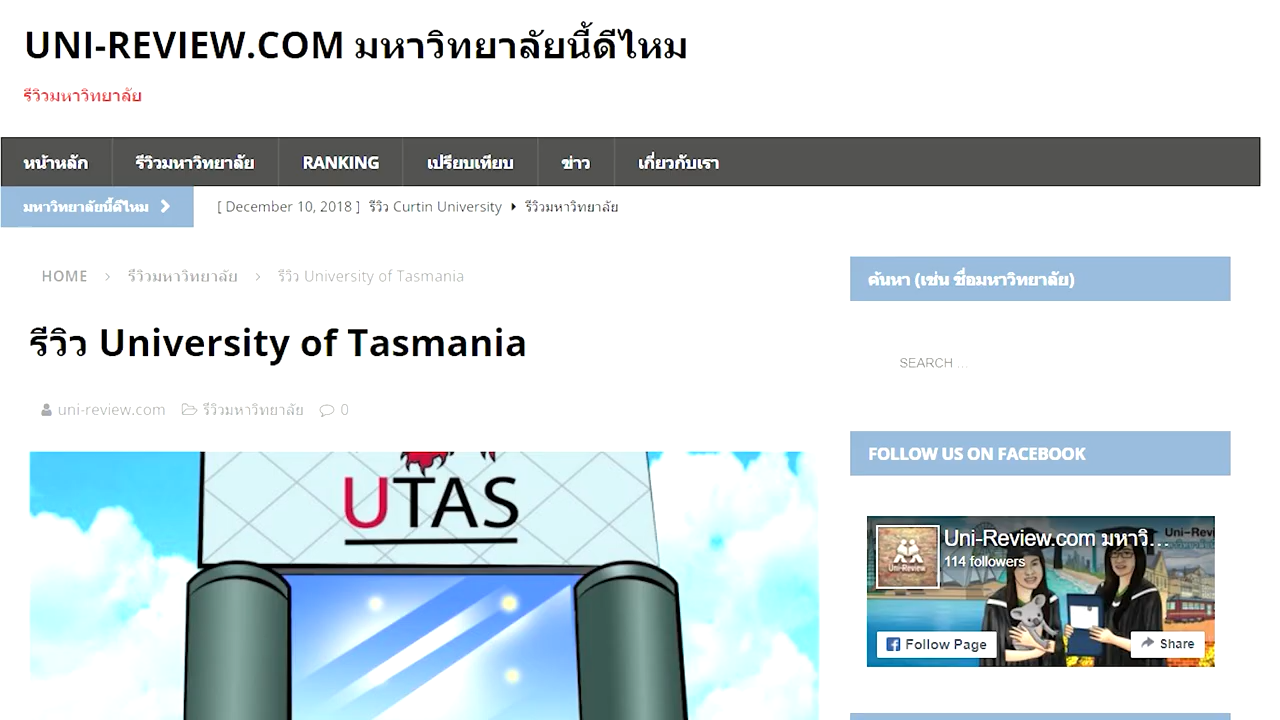 UNI-REVIEW.COM มหาวิทยาลัยนี้ดีไหม
รีวิวมหาวิทยาลัย
หน้าหลัก รีวิวมหาวิทยาลัย RANKING เปรียบเทียบ ข่าว เกี่ยวกับเรา
มหาวิทยาลัยนี้ดีไหม [ December 10, 2018 ] รีวิว Curtin University รีวิวมหาวิทยาลัย
HOME รีวิวมหาวิทยาลัย รีวิว University of Tasmania
รีวิว University of Tasmania
uni-review.com รีวิวมหาวิทยาลัย 0
UTAS
ค้นหา (เช่น ชื่อมหาวิทยาลัย)
SEARCH ...
FOLLOW US ON FACEBOOK
Uni-Review.com มหาวิ...
114 followers
Uni-Review
Follow Page
Share